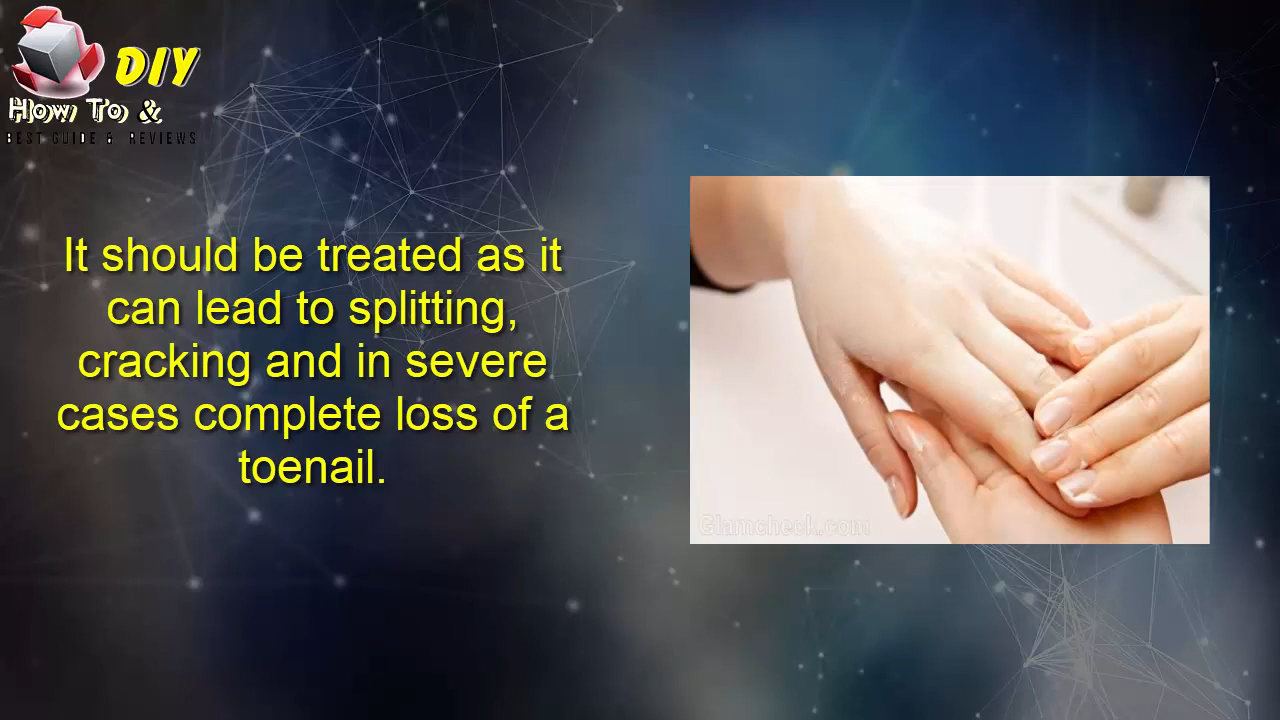 DIY
How To &
BEST GUIDE & REVIEWS
It should be treated as it
can lead to splitting,
cracking and in severe
cases complete loss of a
toenail.
Glamcheck.com